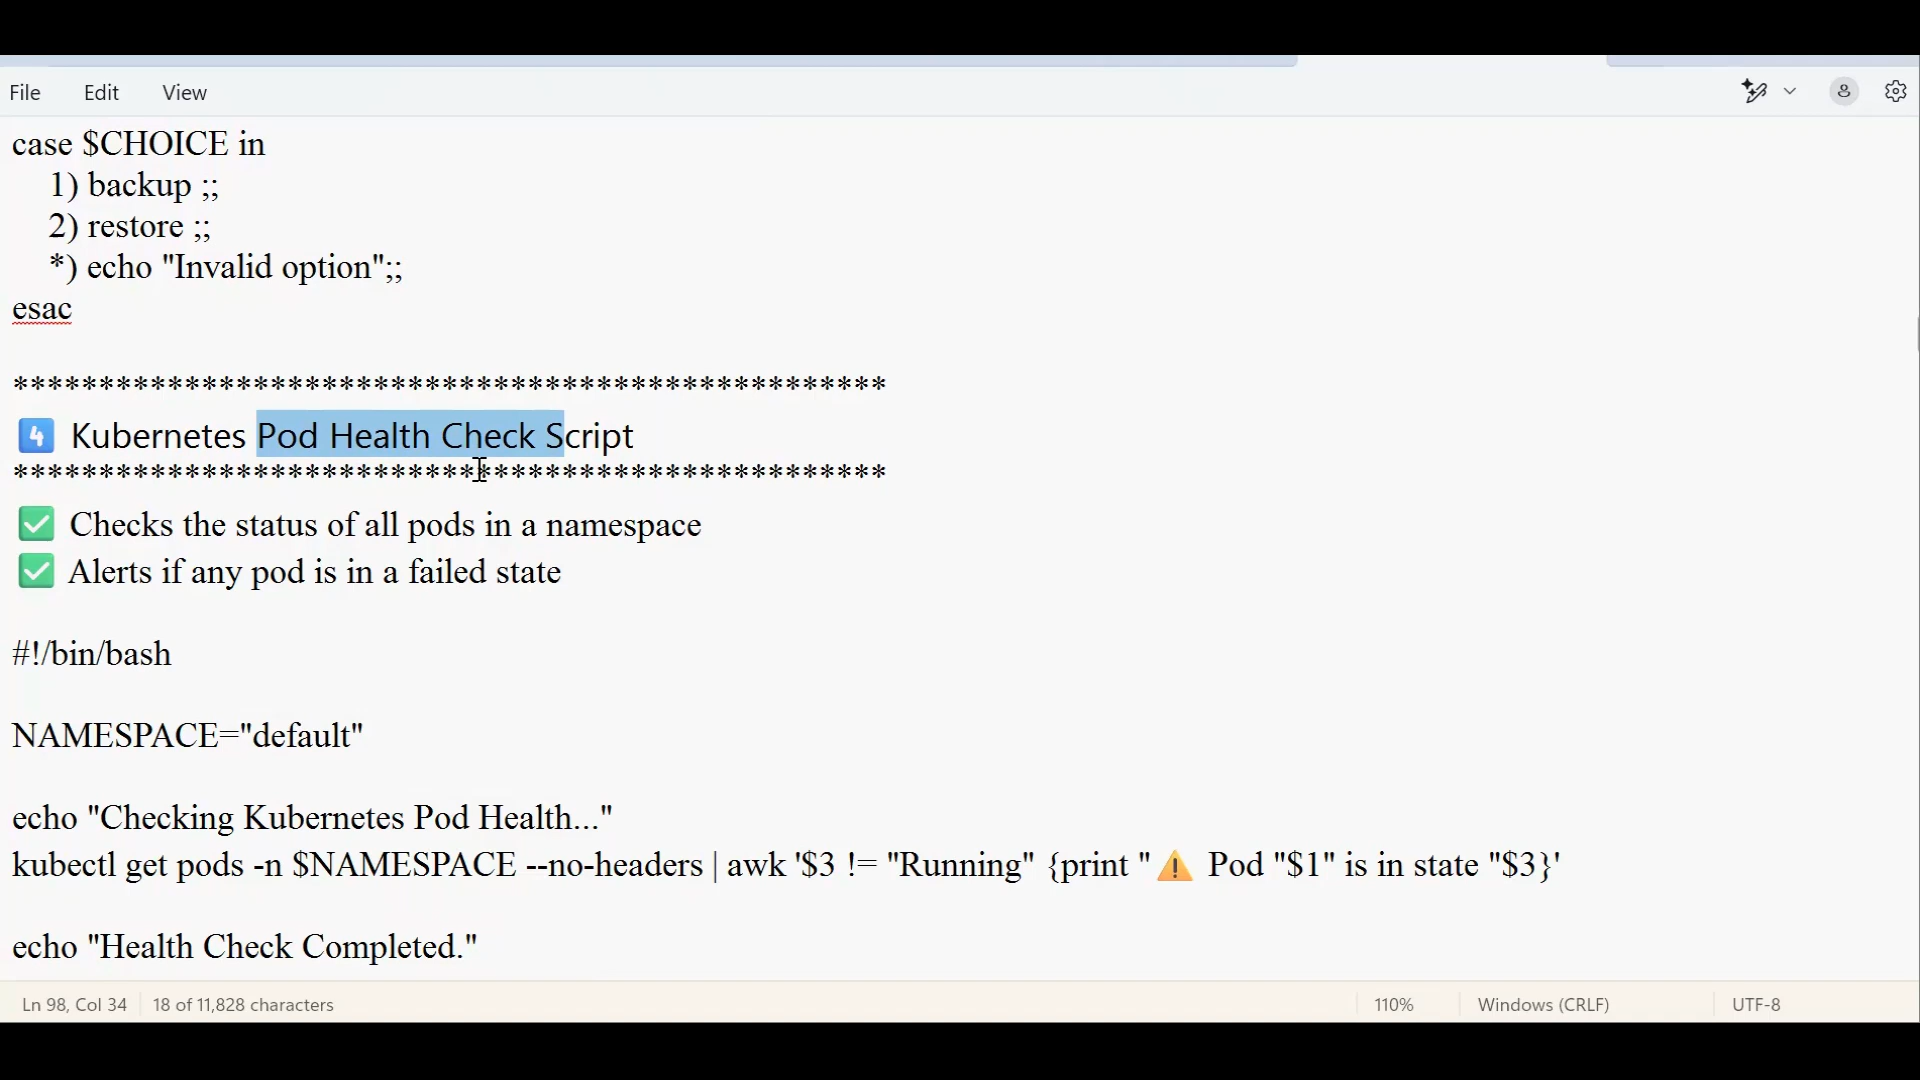 File Edit View
case $CHOICE in
1) backup ;;
2) restore ;;
*) echo "Invalid option";;
esac
***************************************************
4️⃣ Kubernetes Pod Health Check Script
***************************************************
✅ Checks the status of all pods in a namespace
✅ Alerts if any pod is in a failed state
#!/bin/bash
NAMESPACE="default"
echo "Checking Kubernetes Pod Health..."
kubectl get pods -n $NAMESPACE --no-headers | awk '$3 != "Running" {print "⚠️ Pod "$1" is in state "$3}'
echo "Health Check Completed."
Ln 98, Col 34 18 of 11,828 characters 110% Windows (CRLF) UTF-8